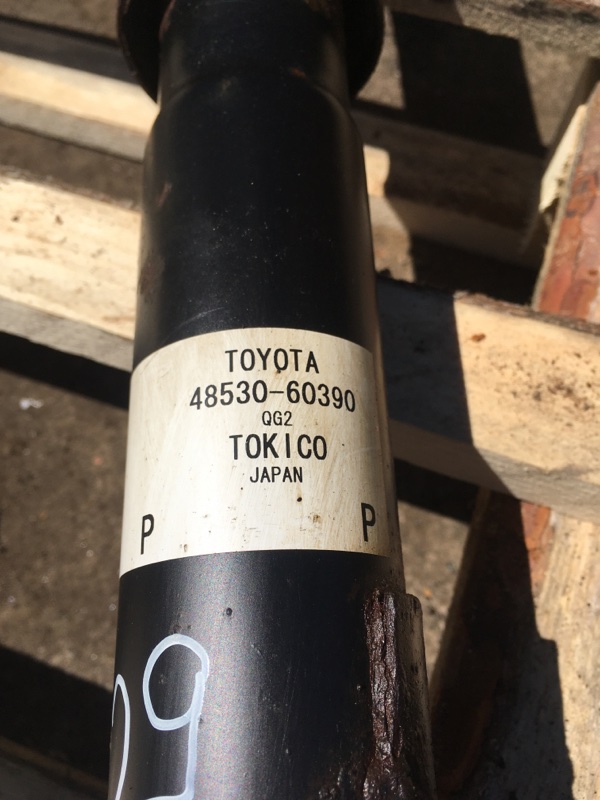 TOYOTA
48530-60390
QG2
TOKICO
JAPAN
P P